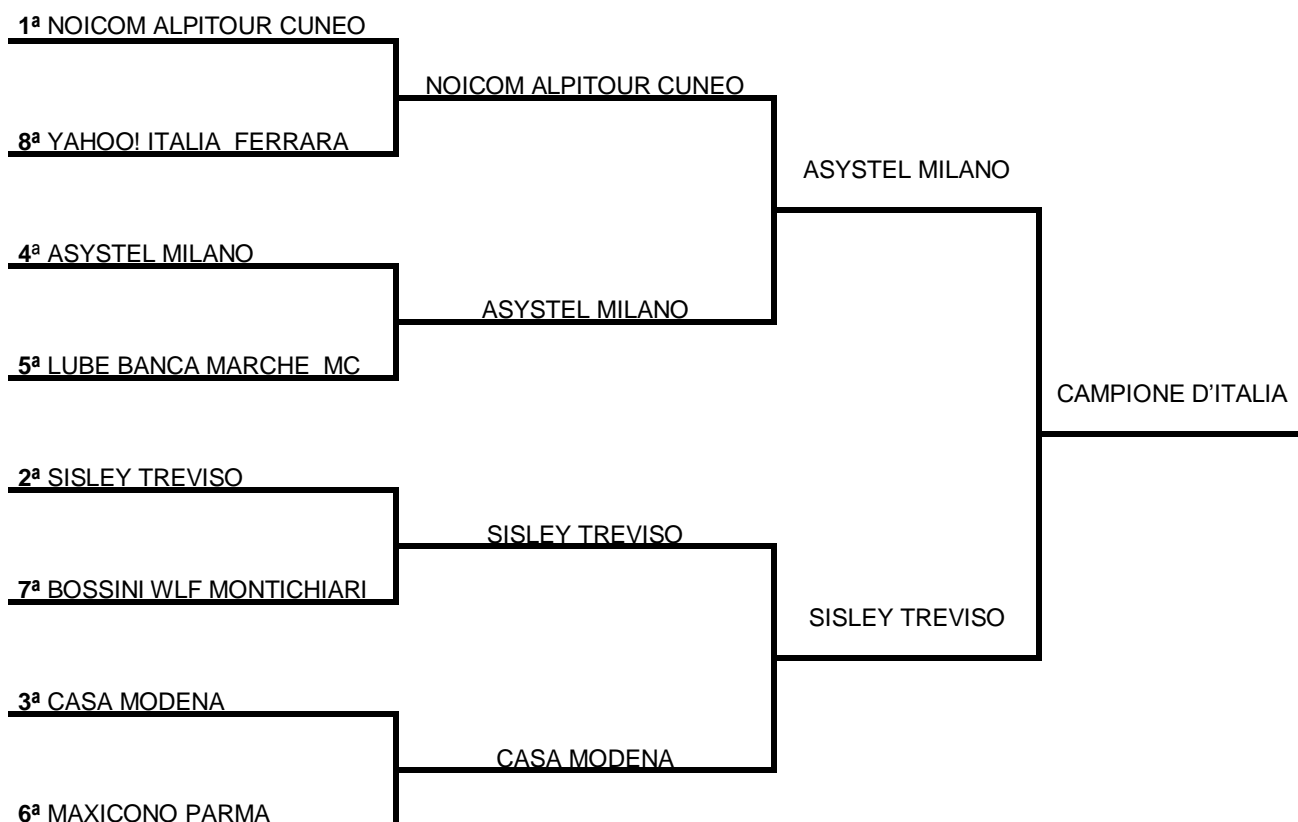 1ª NOICOM ALPITOUR CUNEO
NOICOM ALPITOUR CUNEO
8ª YAHOO! ITALIA FERRARA
ASYSTEL MILANO
4ª ASYSTEL MILANO
ASYSTEL MILANO
5ª LUBE BANCA MARCHE MC
CAMPIONE D'ITALIA
2ª SISLEY TREVISO
SISLEY TREVISO
7ª BOSSINI WLF MONTICHIARI
SISLEY TREVISO
3ª CASA MODENA
CASA MODENA
6ª MAXICONO PARMA